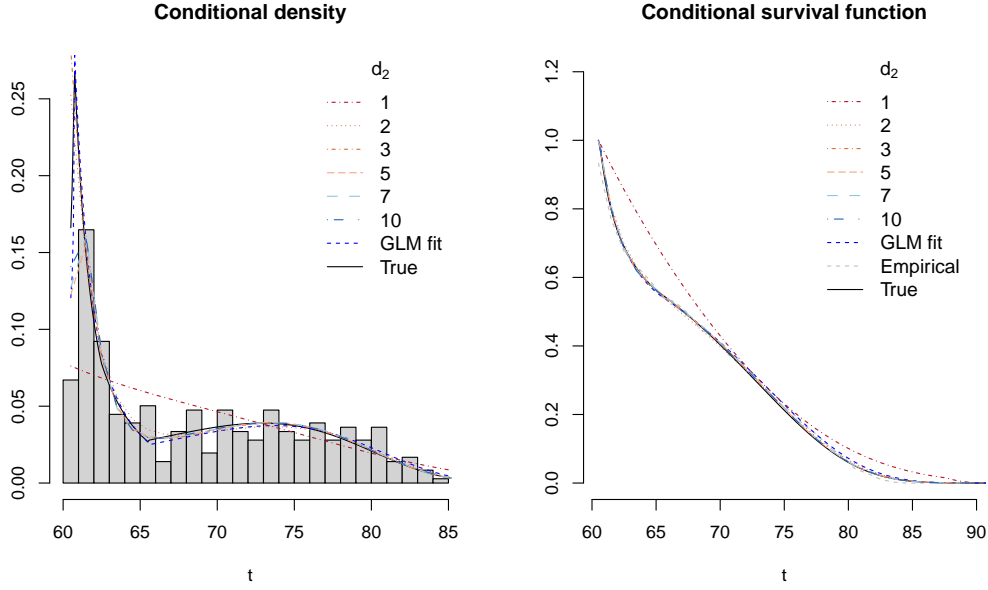 Conditional density
d2
1
2
3
5
7
10
GLM fit
True
0.25
0.20
0.15
0.10
0.05
0.00
60 65 70 75 80 85
t
Conditional survival function
d2
1
2
3
5
7
10
GLM fit
Empirical
True
1.2
1.0
0.8
0.6
0.4
0.2
0.0
60 65 70 75 80 85 90
t